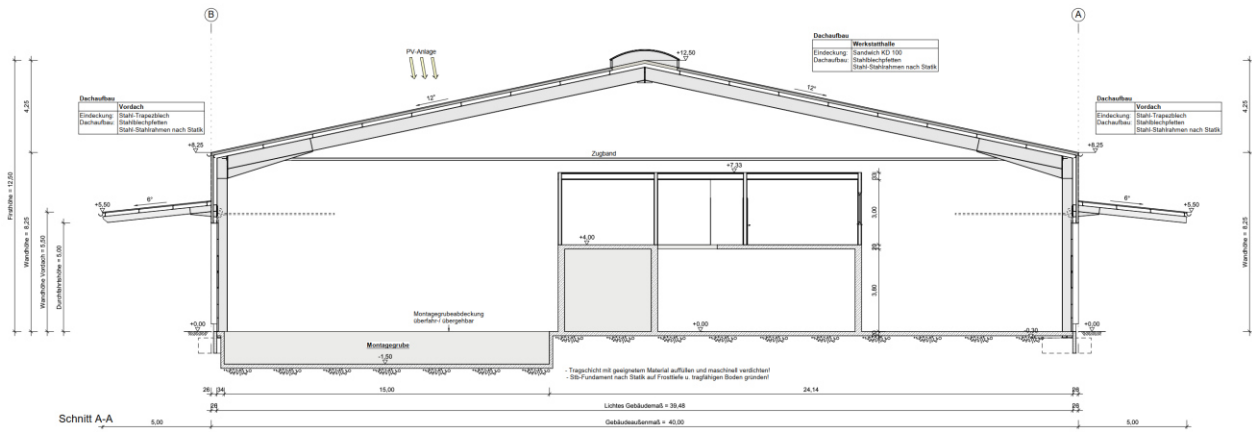 B
A
Dachaufbau
Werkstatthalle
Eindeckung: Sandwich KD 100
Dachaufbau: Stahlblechpfetten
Stahl-Stahlrahmen nach Statik
PV-Anlage
+12,50
12°
12°
Dachaufbau
Vordach
Eindeckung: Stahl-Trapezblech
Dachaufbau: Stahlblechpfetten
Stahl-Stahlrahmen nach Statik
Dachaufbau
Vordach
Eindeckung: Stahl-Trapezblech
Dachaufbau: Stahlblechpfetten
Stahl-Stahlrahmen nach Statik
4,25
4,25
+8,25
+8,25
Zugband
+7,33
6°
6°
+5,50
+5,50
3,00
+4,00
Firsthöhe = 12,50
Wandhöhe = 8,25
Wandhöhe Vordach = 5,50
Durchfahrtshöhe = 5,00
Wandhöhe = 8,25
3,80
Montagegrubeabdeckung
überfahr-/ übergehbar
+0,00
+0,00
-0,30
+0,00
Montagegrube
-1,50
- Tragschicht mit geeignetem Material auffüllen und maschinell verdichten!
- Stb-Fundament nach Statik auf Frosttiefe u. tragfähigen Boden gründen!
26
(34)
15,00
24,14
26
26
Lichtes Gebäudemaß = 39,48
26
Schnitt A-A
5,00
Gebäudeaußenmaß = 40,00
5,00